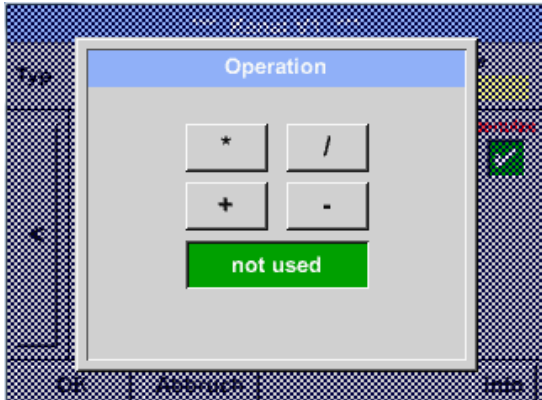 Operation
Typ
* /
+ -
<
not used
OK Abbruch Info